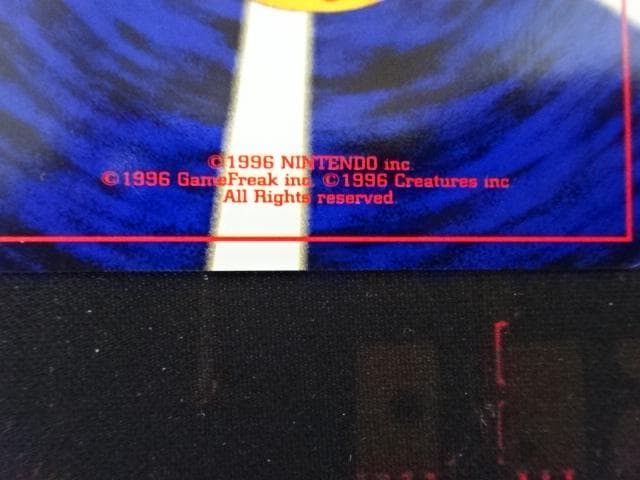 ©1996 NINTENDO inc.
©1996 GameFreak inc. ©1996 Creatures inc
All Rights reserved.